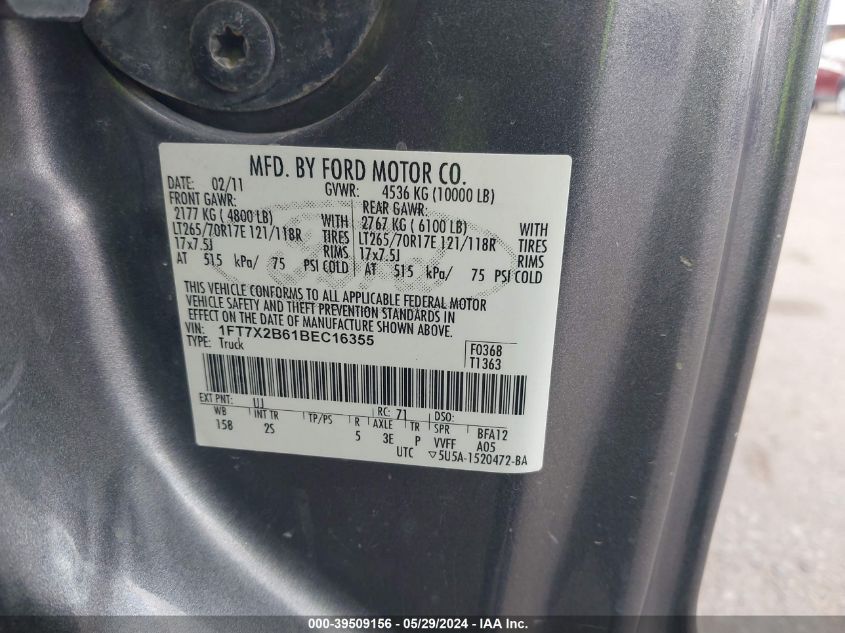 MFD. BY FORD MOTOR CO.
DATE: 02/11 GVWR: 4536 KG (10000 LB)
FRONT GAWR: REAR GAWR:
2177 KG ( 4800 LB) WITH 2767 KG ( 6100 LB) WITH
LT265/70R17E 121/118R TIRES LT265/70R17E 121/118R TIRES
17x7.5J RIMS 17x7.5J RIMS
AT 515 kPa/ 75 PSI COLD AT 515 kPa/ 75 PSI COLD
THIS VEHICLE CONFORMS TO ALL APPLICABLE FEDERAL MOTOR
VEHICLE SAFETY AND THEFT PREVENTION STANDARDS IN
EFFECT ON THE DATE OF MANUFACTURE SHOWN ABOVE.
VIN: 1FT7X2B61BEC16355
TYPE: Truck
F0368
T1363
EXT PNT: UJ RC: 71 DSO:
WB INT TR TP/PS R AXLE TR SPR BFA12
158 2S 5 3E P VVFF A05
UTC ▽5U5A-1520472-BA
000-39509156 - 05/29/2024 - IAAI.COM